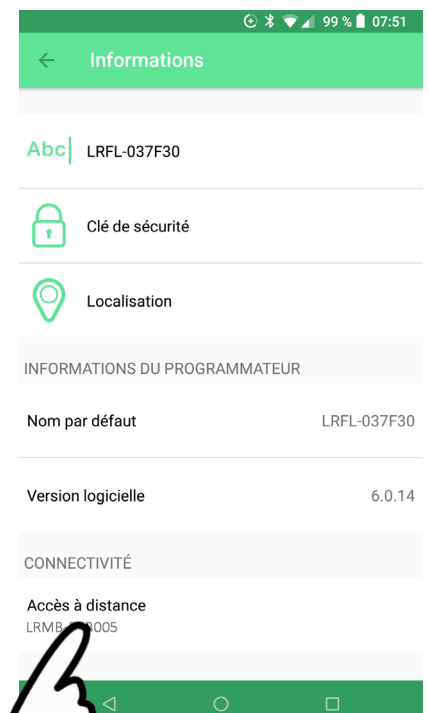 99 % 07:51
Informations
Abc LRFL-037F30
Clé de sécurité
Localisation
INFORMATIONS DU PROGRAMMATEUR
Nom par défaut LRFL-037F30
Version logicielle 6.0.14
CONNECTIVITÉ
Accès à distance